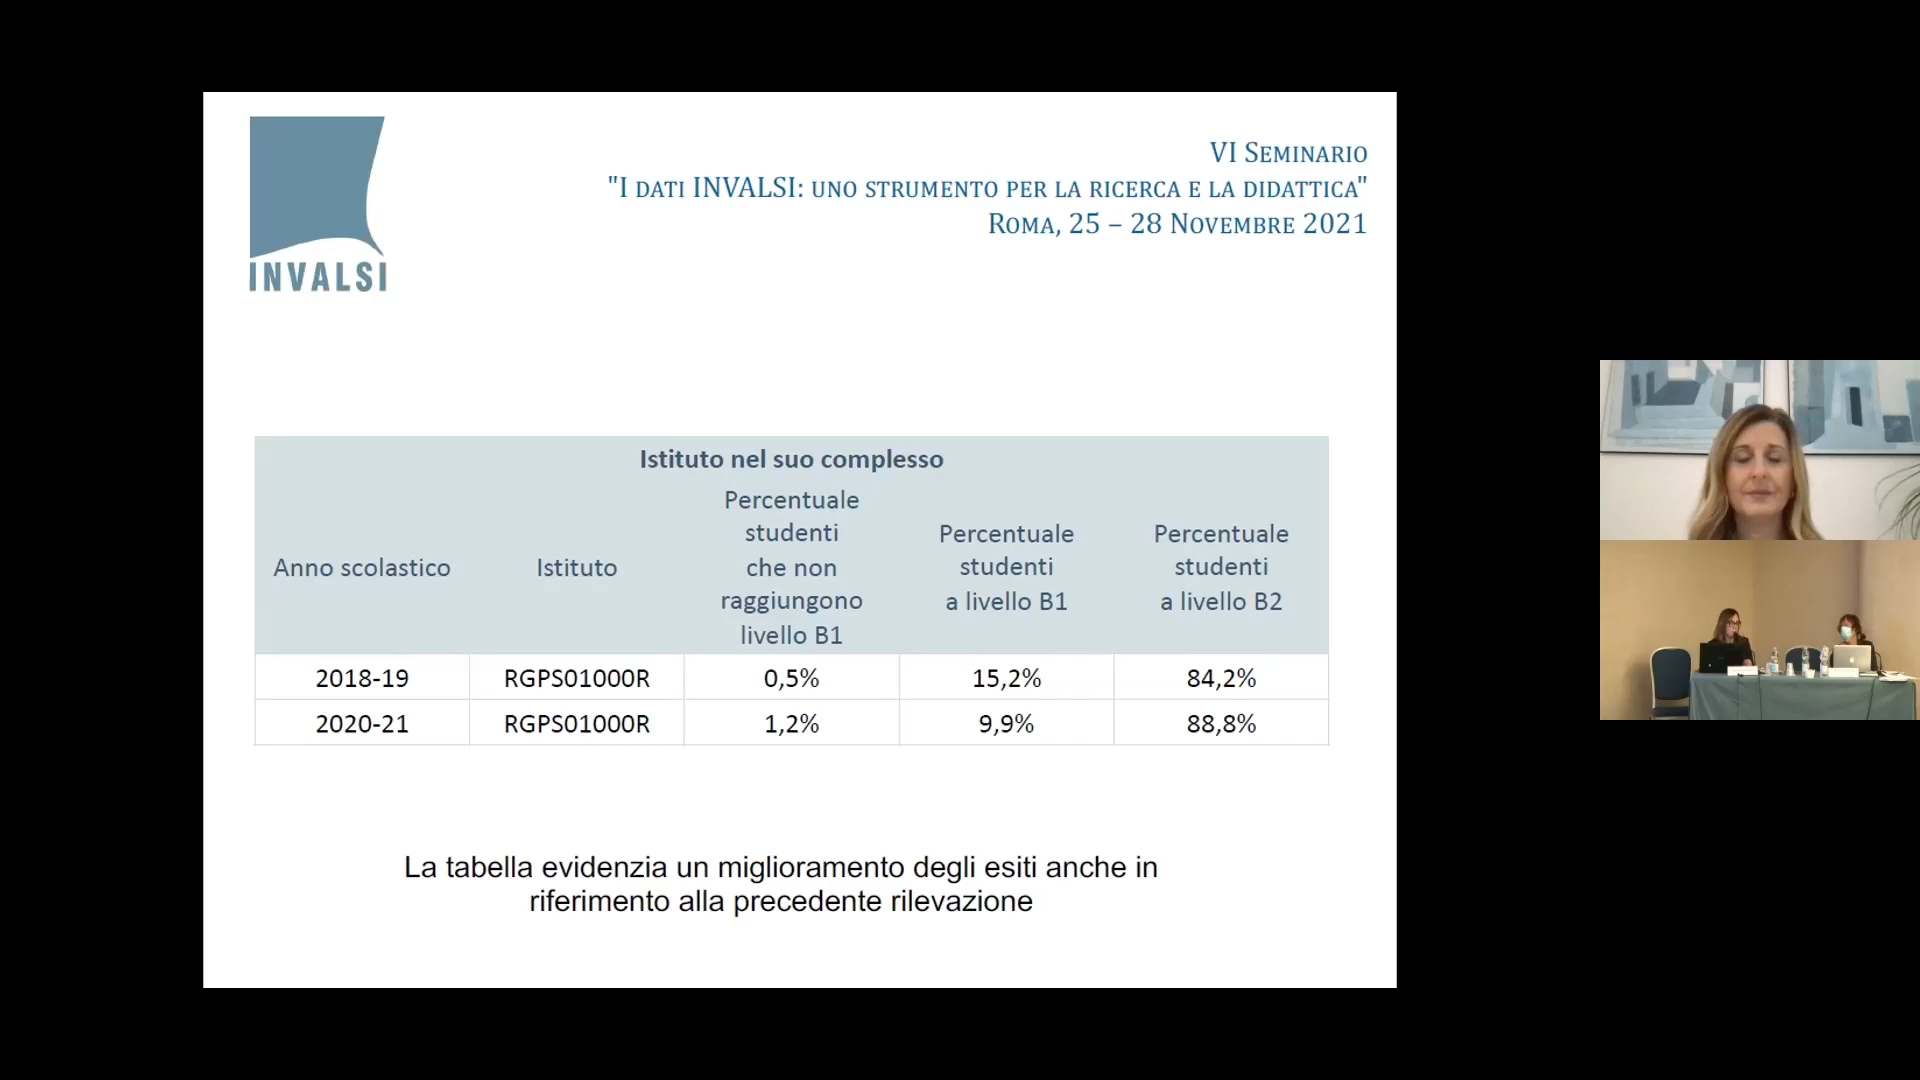 INVALSI
VI SEMINARIO
"I DATI INVALSI: UNO STRUMENTO PER LA RICERCA E LA DIDATTICA"
ROMA, 25 – 28 NOVEMBRE 2021
Istituto nel suo complesso
Anno scolastico
Istituto
Percentuale
studenti
che non
raggiungono
livello B1
Percentuale
studenti
a livello B1
Percentuale
studenti
a livello B2
2018-19 RGPS01000R 0,5% 15,2% 84,2%
2020-21 RGPS01000R 1,2% 9,9% 88,8%
La tabella evidenzia un miglioramento degli esiti anche in
riferimento alla precedente rilevazione